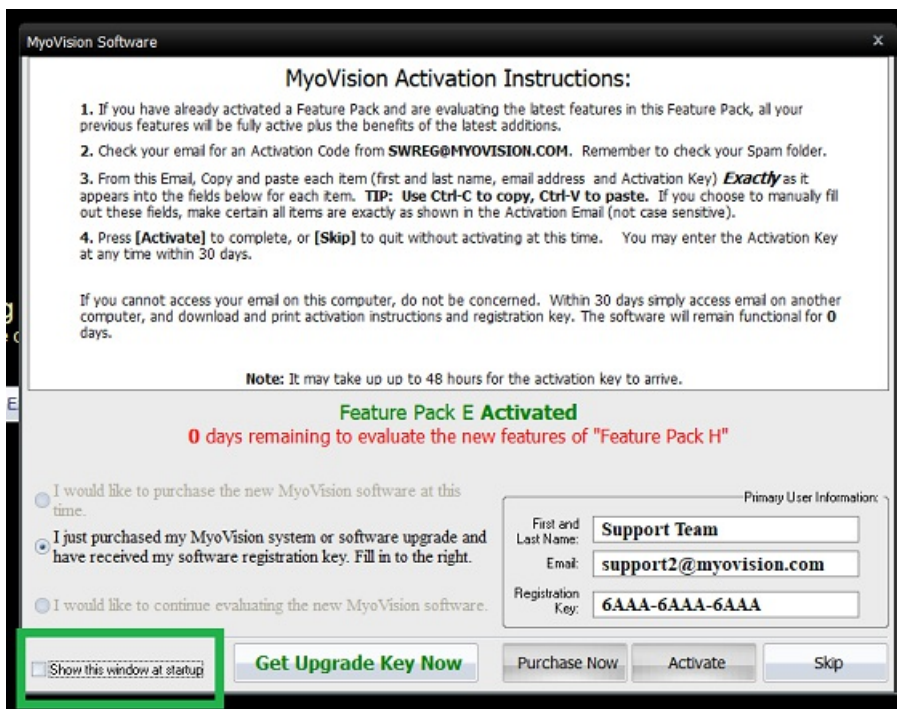 MyoVision Software
x
MyoVision Activation Instructions:
1. If you have already activated a Feature Pack and are evaluating the latest features in this Feature Pack, all your
previous features will be fully active plus the benefits of the latest
additions.
2. Check your email for an Activation Code from SWREG@MYOVISION.COM. Remember to check your Spam folder.
3. From this Email, Copy and paste each item (first and last name, email address and Activation Key) Exactly as it
appears into the fields below for each item. TIP: Use Ctrl-C to copy, Ctrl-V to paste. If you choose to manually fill
out these fields, make certain all items are exactly as shown in the Activation Email (not case sensitive).
4. Press [Activate] to complete, or [Skip] to quit without activating at this time. You may enter the Activation Key
at any time within 30 days.
If you cannot access your email on this computer, do not be concerned. Within 30 days simply access email on another
computer, and download and print activation instructions and registration key. The software will remain functional for 0
days.
Note: It may take up up to 48 hours for the activation key to arrive.
Feature Pack E Activated
0 days remaining to evaluate the new features of "Feature Pack H"
I would like to purchase the new MyoVision software at this
time.
I just purchased my MyoVision system or software upgrade and
have received my software registration key. Fill in to the right.
I would like to continue evaluating the new MyoVision software.
Primary User Information:
First and
Last Name:
Support Team
Email:
support2@myovision.com
Registration
Key:
6AAA-6AAA-6AAA
Show this window at startup
Get Upgrade Key Now
Purchase Now
Activate
Skip